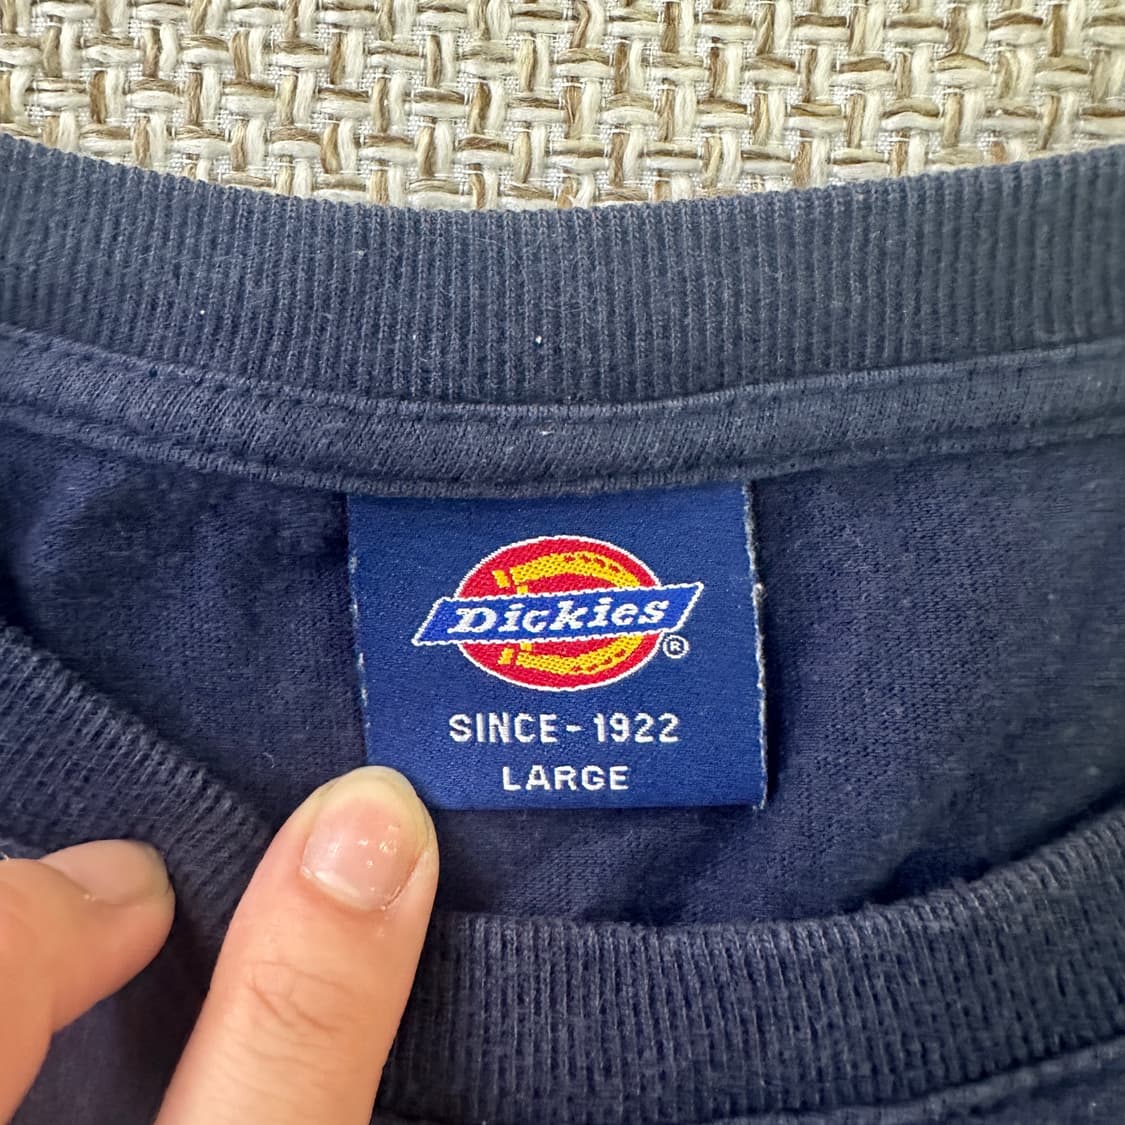 Dickies
®
SINCE - 1922
LARGE